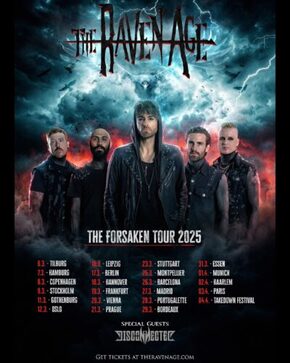 THE RAVEN AGE
THE FORSAKEN TOUR 2025
6.3. - TILBURG
7.3. - HAMBURG
8.3. - COPENHAGEN
9.3. - STOCKHOLM
11.3. - GOTHENBURG
12.3. - OSLO
LEIPZIG
17.3. - BERLIN
18.3. - HANNOVER
19.3. - FRANKFURT
20.3. - VIENNA
21.3. - PRAGUE
23.3. - STUTTGART
25.3. - MONTPELLIER
26.3. - BARCELONA
27.3. - MADRID
28.3. - PORTUGALETE
29.3. - BORDEAUX
31.3. - ESSEN
01.4. - MUNICH
02.4. - HAARLEM
03.4. - PARIS
04.4. - TAKEDOWN FESTIVAL
SPECIAL GUESTS
DISCONNECTED
GET TICKETS AT THERAVENAGE.COM